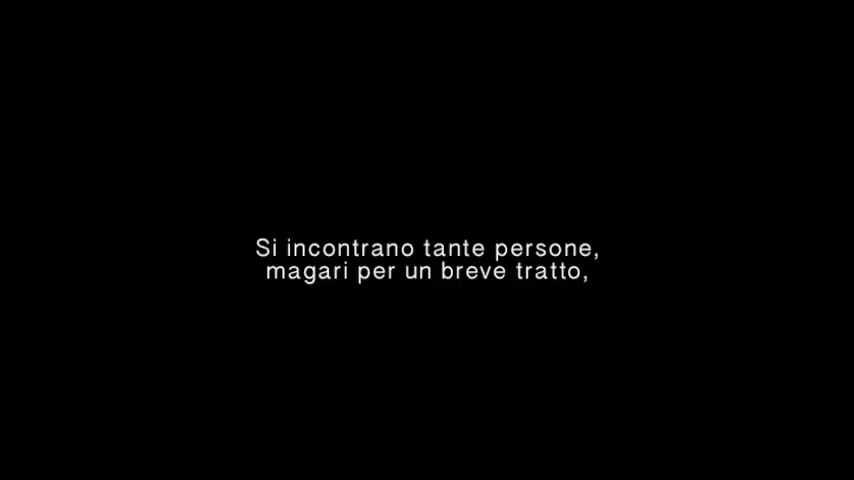 Si incontrano tante persone,
magari per un breve tratto,